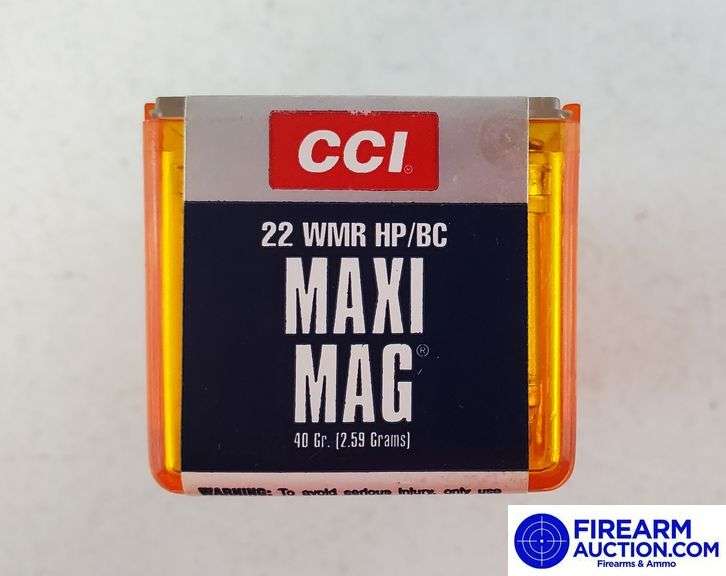 CCI®
22 WMR HP/BC
MAXI
MAG®
40 Gr. (2.59 Grams)
WARNING: To avoid serious injury, only use
FIREARM
AUCTION.COM
Firearms & Ammo